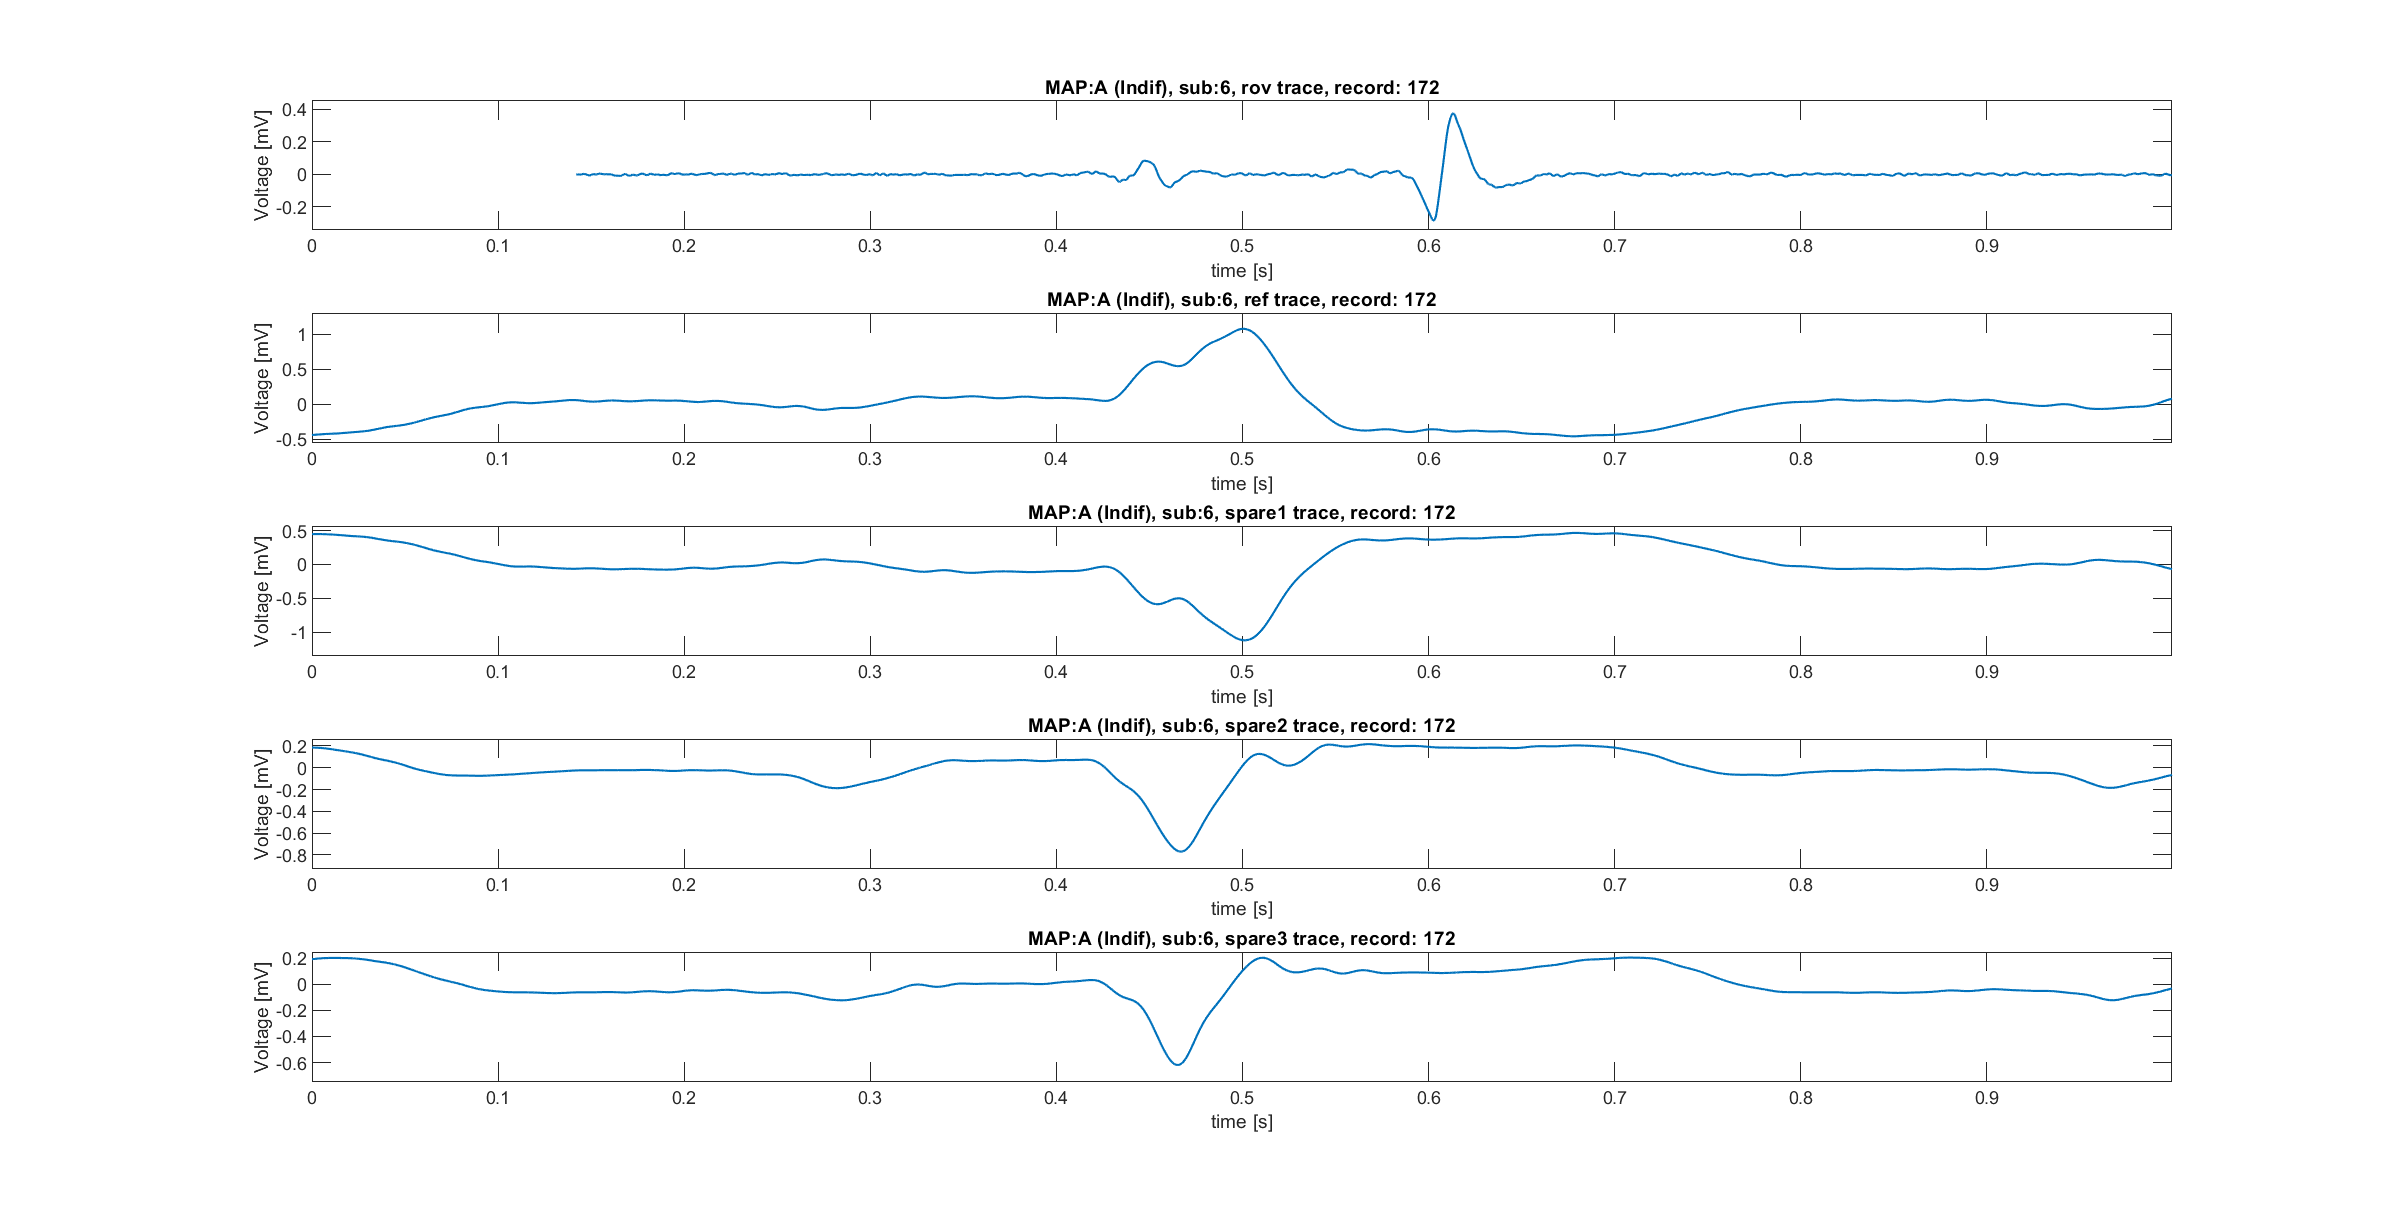 MAP:A (Indif), sub:6, rov trace, record: 172
Voltage [mV]
0.4
0.2
0
-0.2
0 0.1 0.2 0.3 0.4 0.5 0.6 0.7 0.8 0.9
time [s]
MAP:A (Indif), sub:6, ref trace, record: 172
Voltage [mV]
1
0.5
0
-0.5
0 0.1 0.2 0.3 0.4 0.5 0.6 0.7 0.8 0.9
time [s]
MAP:A (Indif), sub:6, spare1 trace, record: 172
Voltage [mV]
0.5
0
-0.5
-1
0 0.1 0.2 0.3 0.4 0.5 0.6 0.7 0.8 0.9
time [s]
MAP:A (Indif), sub:6, spare2 trace, record: 172
Voltage [mV]
0.2
0
-0.2
-0.4
-0.6
-0.8
0 0.1 0.2 0.3 0.4 0.5 0.6 0.7 0.8 0.9
time [s]
MAP:A (Indif), sub:6, spare3 trace, record: 172
Voltage [mV]
0.2
0
-0.2
-0.4
-0.6
0 0.1 0.2 0.3 0.4 0.5 0.6 0.7 0.8 0.9
time [s]